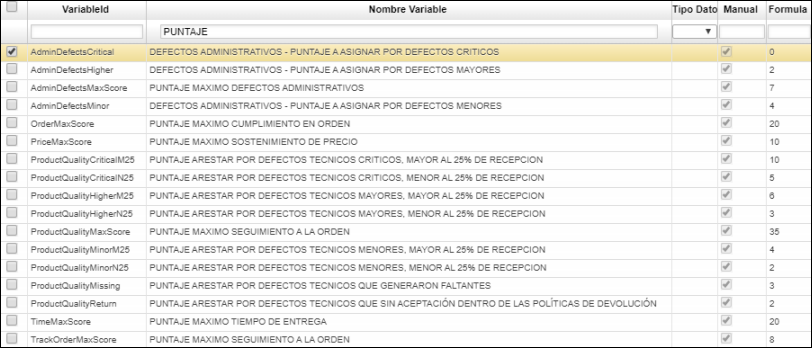 VariableId Nombre Variable Tipo Dato Manual Formula
PUNTAJE
AdminDefectsCritical DEFECTOS ADMINISTRATIVOS - PUNTAJE A ASIGNAR POR DEFECTOS CRITICOS 0
AdminDefectsHigher DEFECTOS ADMINISTRATIVOS - PUNTAJE A ASIGNAR POR DEFECTOS MAYORES 2
AdminDefectsMaxScore PUNTAJE MAXIMO DEFECTOS ADMINISTRATIVOS 7
AdminDefectsMinor DEFECTOS ADMINISTRATIVOS - PUNTAJE A ASIGNAR POR DEFECTOS MENORES 4
OrderMaxScore PUNTAJE MAXIMO CUMPLIMIENTO EN ORDEN 20
PriceMaxScore PUNTAJE MAXIMO SOSTENIMIENTO DE PRECIO 10
ProductQualityCriticalM25 PUNTAJE ARESTAR POR DEFECTOS TECNICOS CRITICOS, MAYOR AL 25% DE RECEPCION 10
ProductQualityCriticalN25 PUNTAJE ARESTAR POR DEFECTOS TECNICOS CRITICOS, MENOR AL 25% DE RECEPCION 5
ProductQualityHigherM25 PUNTAJE ARESTAR POR DEFECTOS TECNICOS MAYORES, MAYOR AL 25% DE RECEPCION 6
ProductQualityHigherN25 PUNTAJE ARESTAR POR DEFECTOS TECNICOS MAYORES, MENOR AL 25% DE RECEPCION 3
ProductQualityMaxScore PUNTAJE MAXIMO SEGUIMIENTO A LA ORDEN 35
ProductQualityMinorM25 PUNTAJE ARESTAR POR DEFECTOS TECNICOS MENORES, MAYOR AL 25% DE RECEPCION 4
ProductQualityMinorN25 PUNTAJE ARESTAR POR DEFECTOS TECNICOS MENORES, MENOR AL 25% DE RECEPCION 2
ProductQualityMissing PUNTAJE ARESTAR POR DEFECTOS TECNICOS QUE GENERARON FALTANTES 3
ProductQualityReturn PUNTAJE ARESTAR POR DEFECTOS TECNICOS QUE SIN ACEPTACIÓN DENTRO DE LAS POLÍTICAS DE DEVOLUCIÓN 2
TimeMaxScore PUNTAJE MAXIMO TIEMPO DE ENTREGA 20
TrackOrderMaxScore PUNTAJE MAXIMO SEGUIMIENTO A LA ORDEN 8